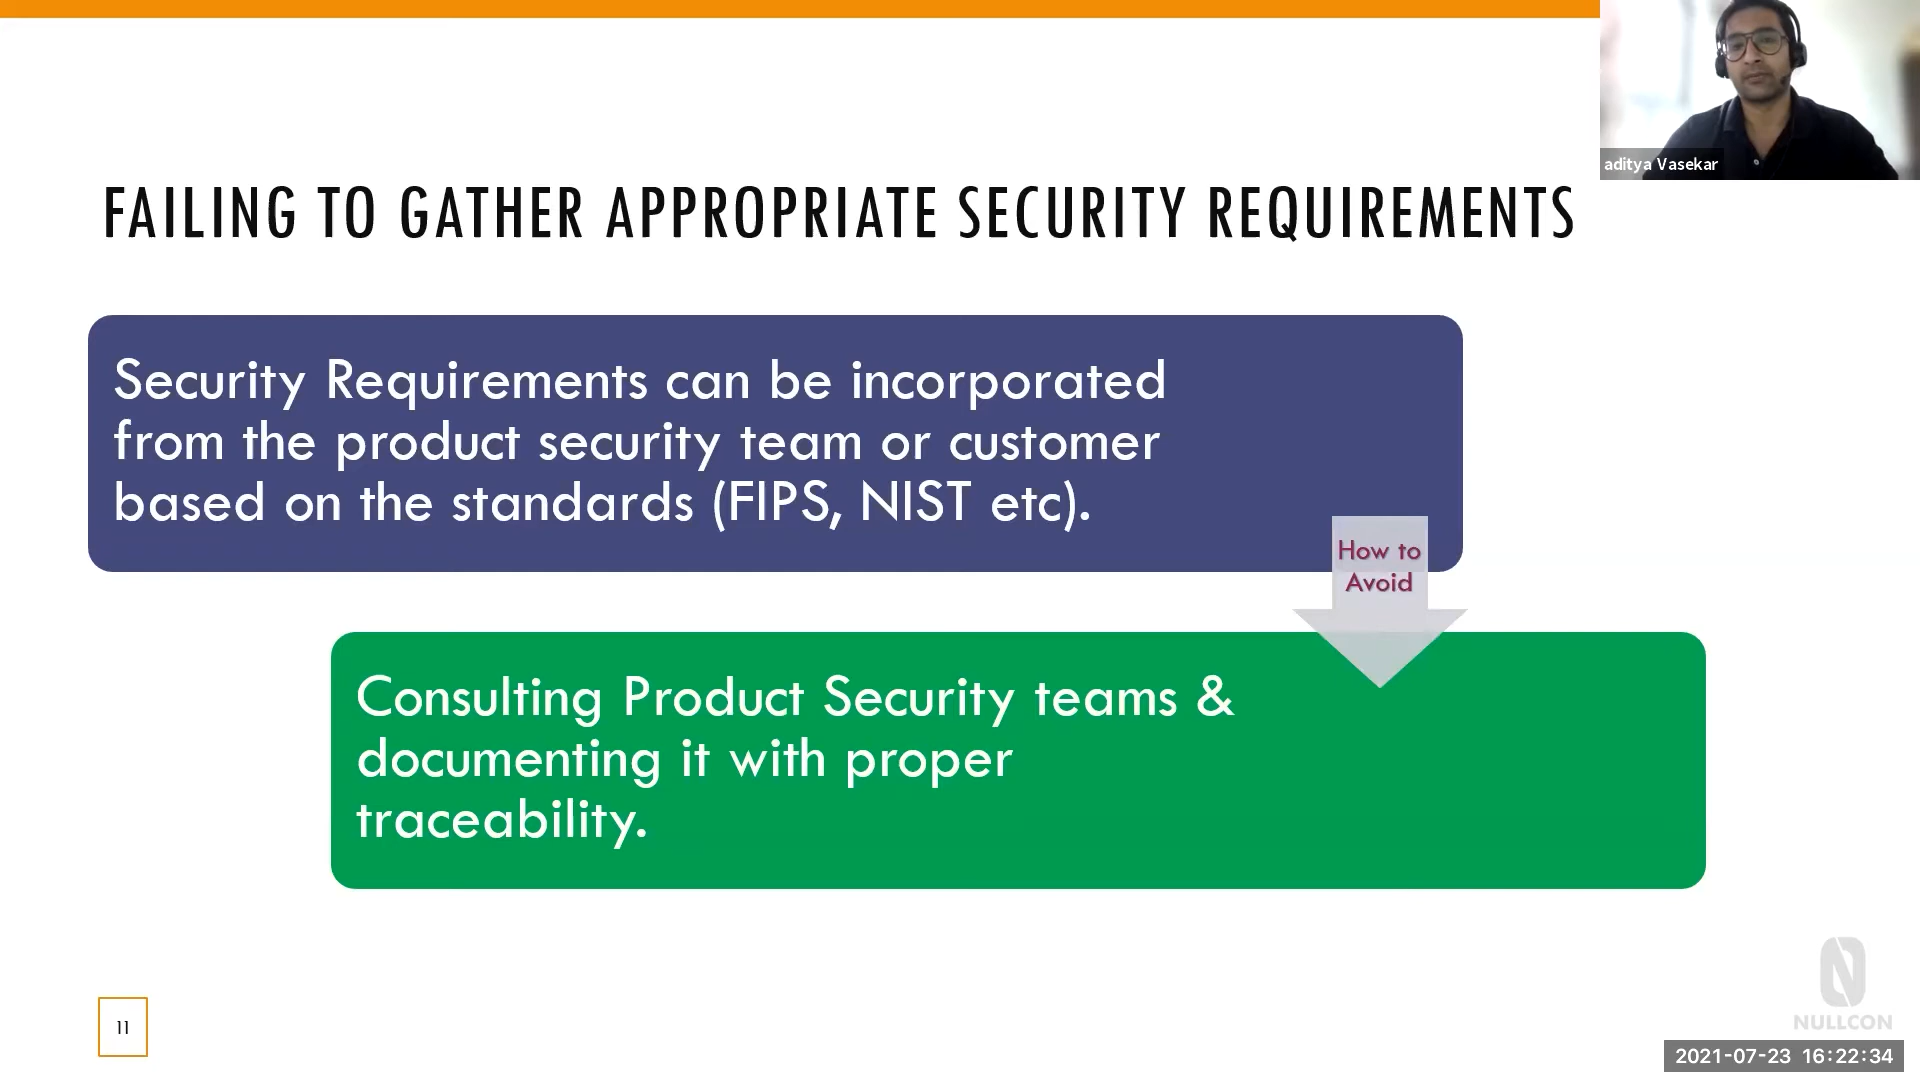 aditya Vasekar
FAILING TO GATHER APPROPRIATE SECURITY REQUIREMENTS
Security Requirements can be incorporated
from the product security team or customer
based on the standards (FIPS, NIST etc).
How to
Avoid
Consulting Product Security teams &
documenting it with proper
traceability.
11
NULLCON
2021-07-23 16:22:34